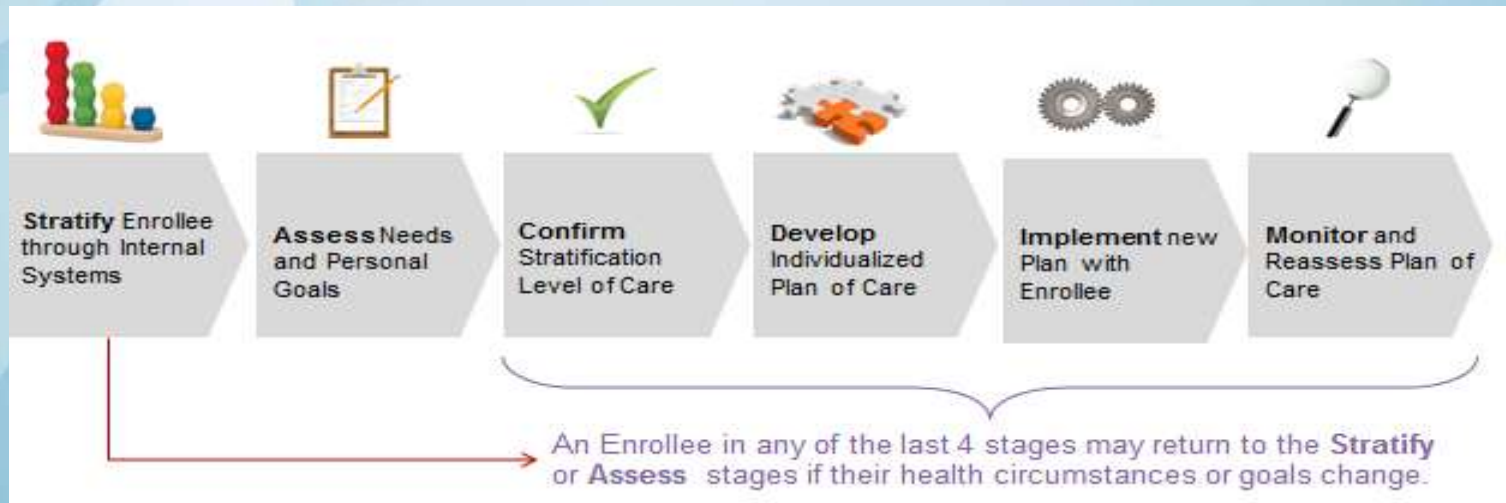 Stratify Enrollee
through Internal
Systems
Assess Needs
and Personal
Goals
Confirm
Stratification
Level of Care
Develop
Individualized
Plan of Care
Implement new
Plan with
Enrollee
Monitor and
Reassess Plan of
Care
An Enrollee in any of the last 4 stages may return to the Stratify
or Assess stages if their health circumstances or goals change.